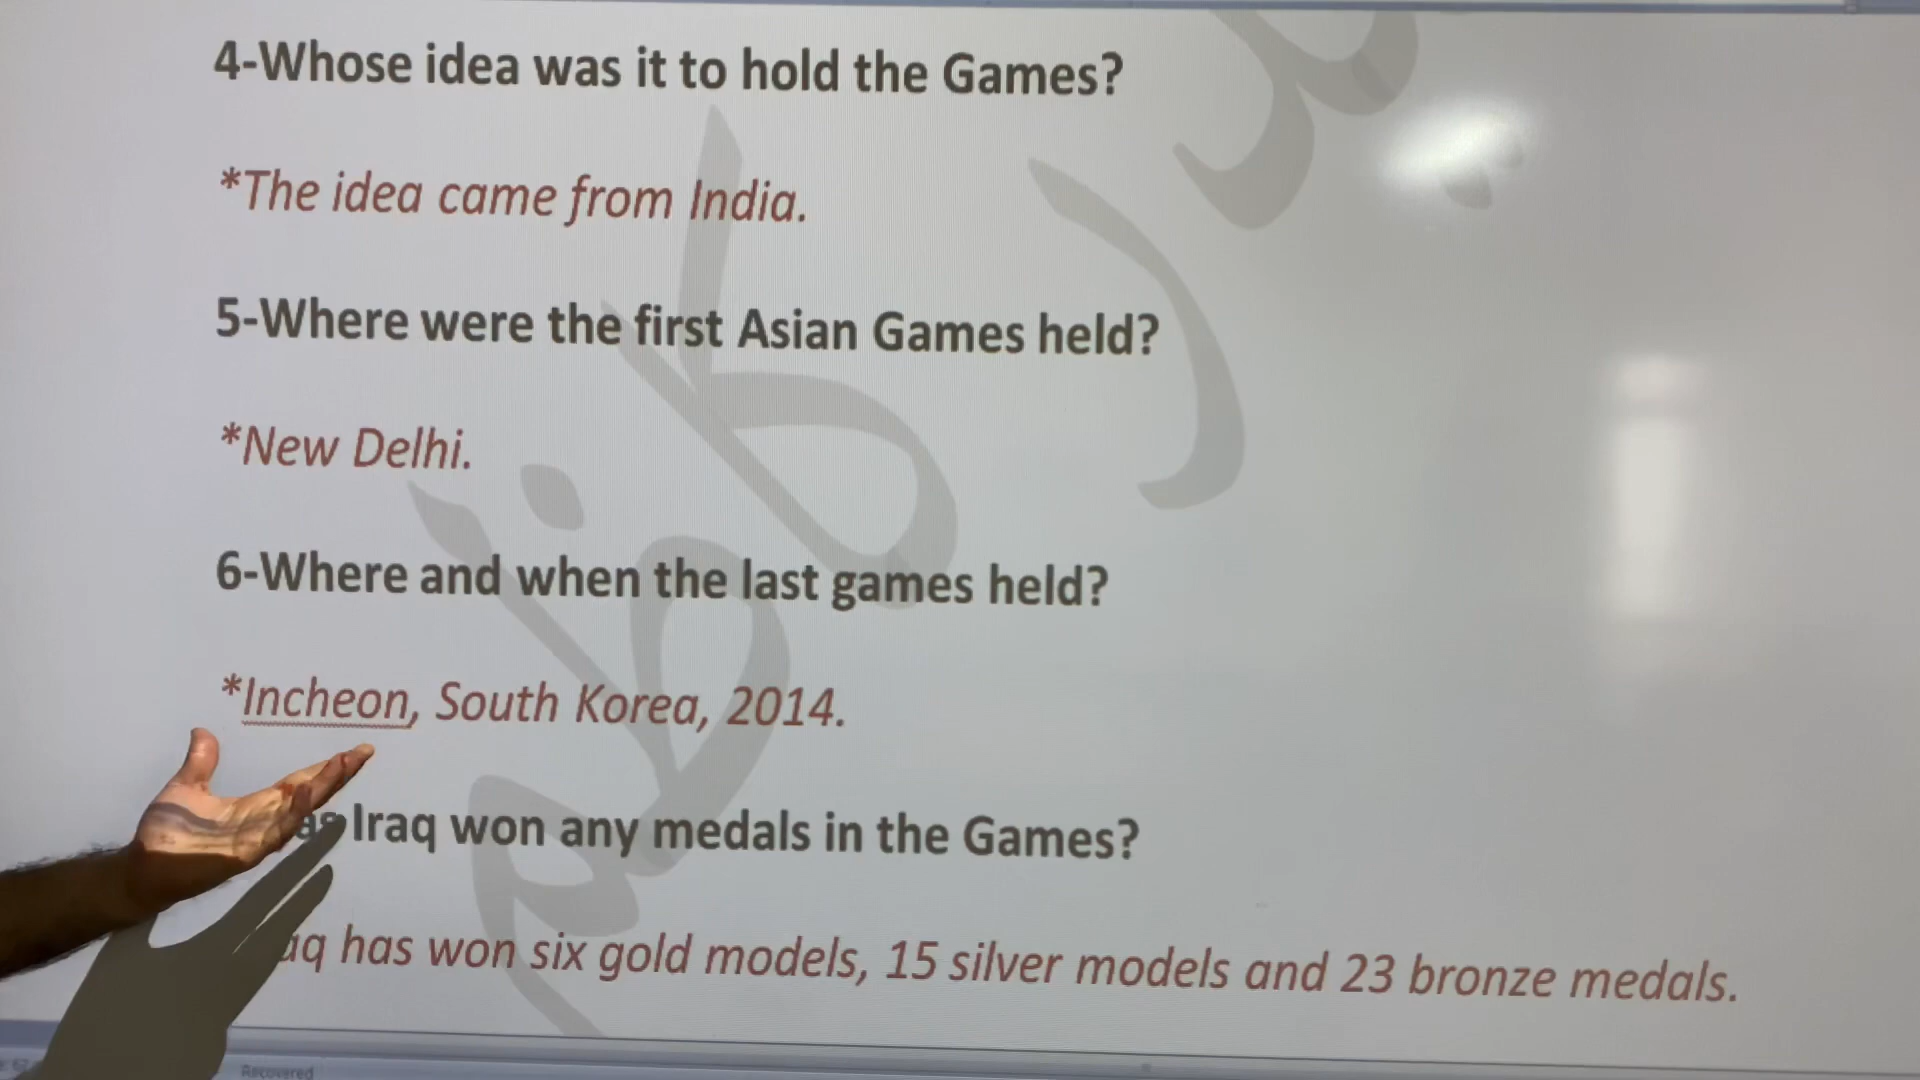 4-Whose idea was it to hold the Games?
*The idea came from India.
5-Where were the first Asian Games held?
*New Delhi.
6-Where and when the last games held?
*Incheon, South Korea, 2014.
Iraq won any medals in the Games?
has won six gold models, 15 silver models and 23 bronze medals.
Recovered